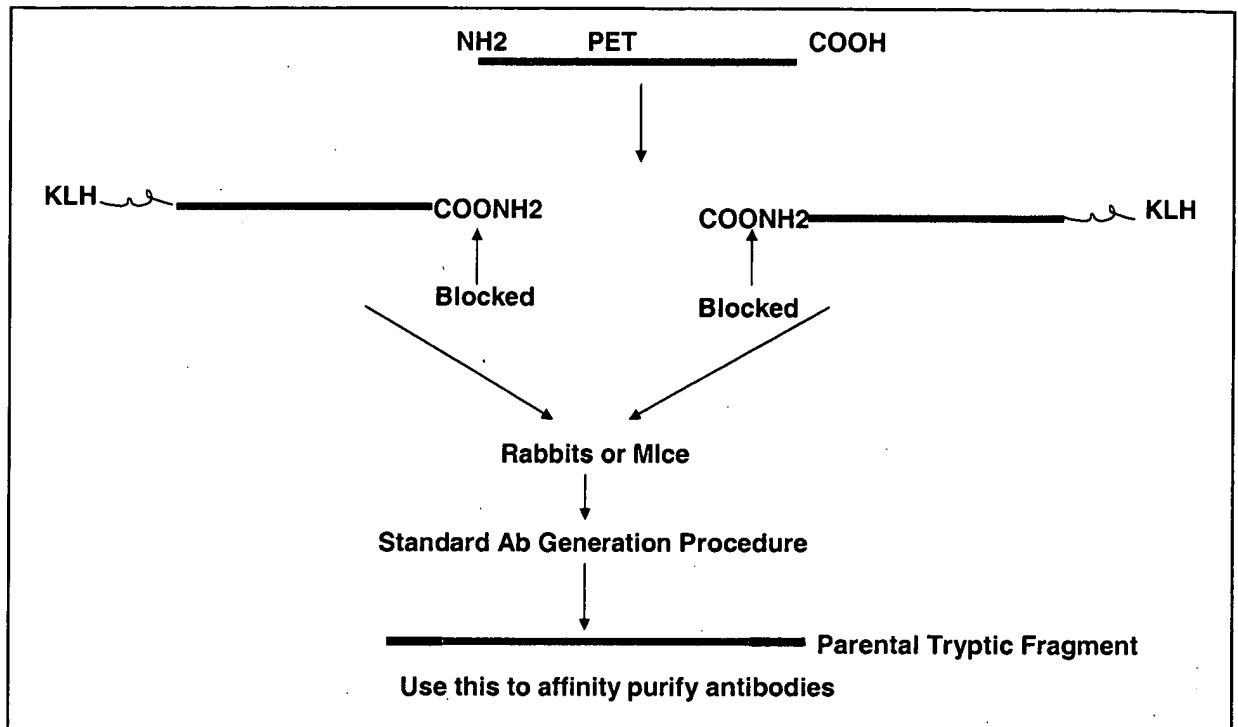 NH2 PET COOH
KLH COONH2 COONH2 KLH
Blocked Blocked
Rabbits or MIce
Standard Ab Generation Procedure
Parental Tryptic Fragment
Use this to affinity purify antibodies